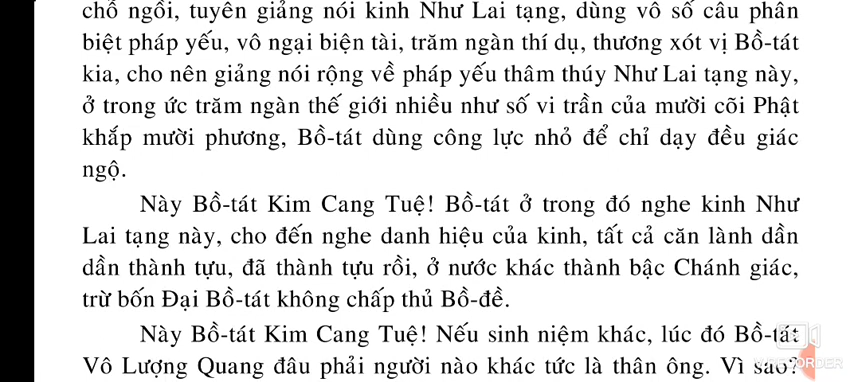 chỗ ngồi, tuyên giảng nói kinh Như Lai tạng, dùng vô số câu phân
biệt pháp yếu, vô ngại biện tài, trăm ngàn thí dụ, thương xót vị Bồ-tát
kia, cho nên giảng nói rộng về pháp yếu thâm thúy Như Lai tạng này,
ở trong ức trăm ngàn thế giới nhiều như số vi trần của mười cõi Phật
khắp mười phương, Bồ-tát dùng công lực nhỏ để chỉ dạy đều giác
ngộ.
Này Bồ-tát Kim Cang Tuệ! Bồ-tát ở trong đó nghe kinh Như
Lai tạng này, cho đến nghe danh hiệu của kinh, tất cả căn lành dần
dần thành tựu, đã thành tựu rồi, ở nước khác thành bậc Chánh giác,
trừ bốn Đại Bồ-tát không chấp thủ Bồ-đề.
Này Bồ-tát Kim Cang Tuệ! Nếu sinh niệm khác, lúc đó Bồ-tát
Vô Lượng Quang đâu phải người nào khác tức là thân ông. Vì sao?